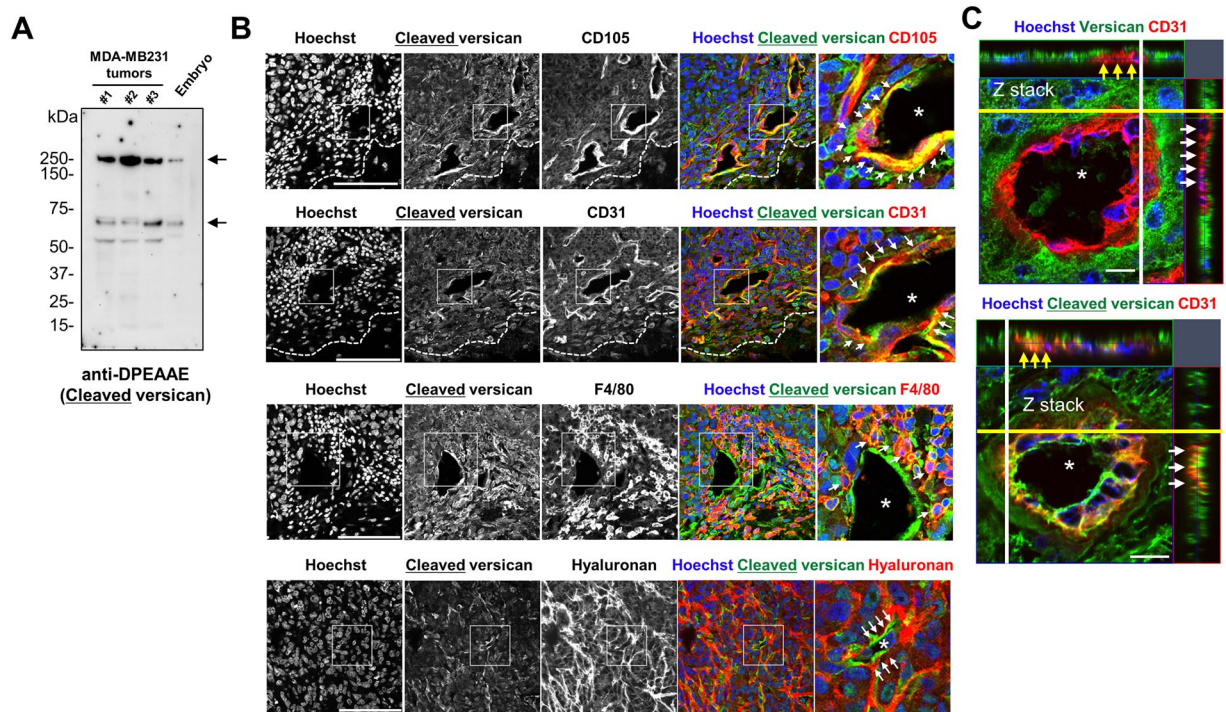 A
MDA-MB231
tumors
#1 #2 #3 Embryo
kDa
250-
150-
75-
50-
37-
25-
15-
anti-DPEAAE
(Cleaved versican)
B
Hoechst Cleaved versican CD105 Hoechst Cleaved versican CD105
*
Hoechst Cleaved versican CD31 Hoechst Cleaved versican CD31
*
Hoechst Cleaved versican F4/80 Hoechst Cleaved versican F4/80
*
Hoechst Cleaved versican Hyaluronan Hoechst Cleaved versican Hyaluronan
*
C
Hoechst Versican CD31
Z stack
*
Hoechst Cleaved versican CD31
Z stack
*